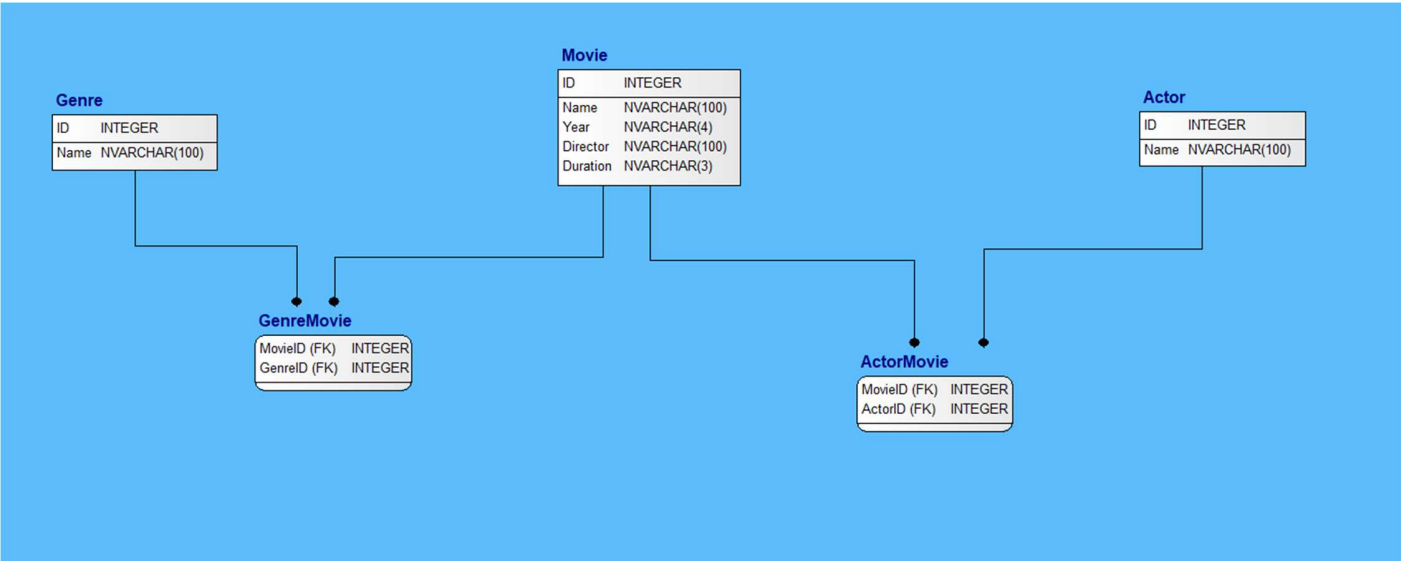 Genre
ID INTEGER
Name NVARCHAR(100)
Movie
ID INTEGER
Name NVARCHAR(100)
Year NVARCHAR(4)
Director NVARCHAR(100)
Duration NVARCHAR(3)
Actor
ID INTEGER
Name NVARCHAR(100)
GenreMovie
MovieID (FK) INTEGER
GenreID (FK) INTEGER
ActorMovie
MovieID (FK) INTEGER
ActorID (FK) INTEGER